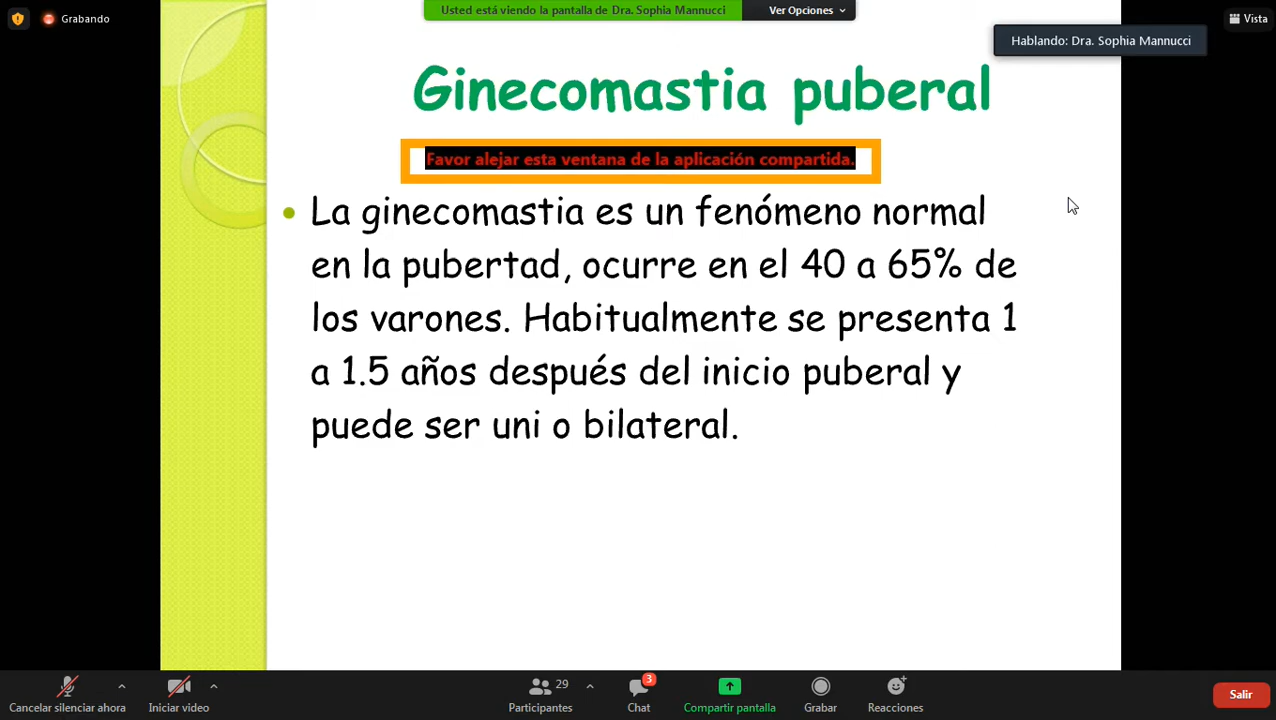 Grabando
Usted está viendo la pantalla de Dra. Sophia Mannucci
Ver Opciones
Vista
Hablando: Dra. Sophia Mannucci
Ginecomastia puberal
Favor alejar esta ventana de la aplicación compartida.
• La ginecomastia es un fenómeno normal
en la pubertad, ocurre en el 40 a 65% de
los varones. Habitualmente se presenta 1
a 1.5 años después del inicio puberal y
puede ser uni o bilateral.
Cancelar silenciar ahora
Iniciar video
29
Participantes
3
Chat
Compartir pantalla
Grabar
Reacciones
Salir